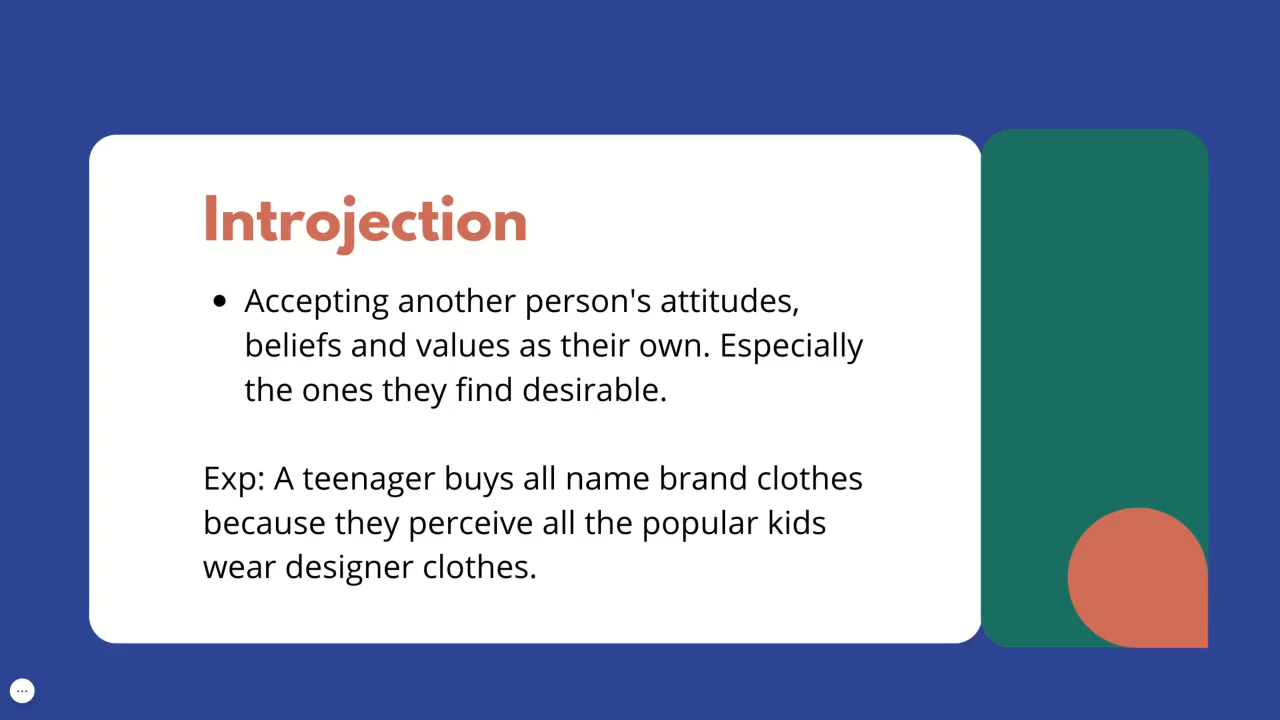 Introjection
• Accepting another person's attitudes,
beliefs and values as their own. Especially
the ones they find desirable.
Exp: A teenager buys all name brand clothes
because they perceive all the popular kids
wear designer clothes.